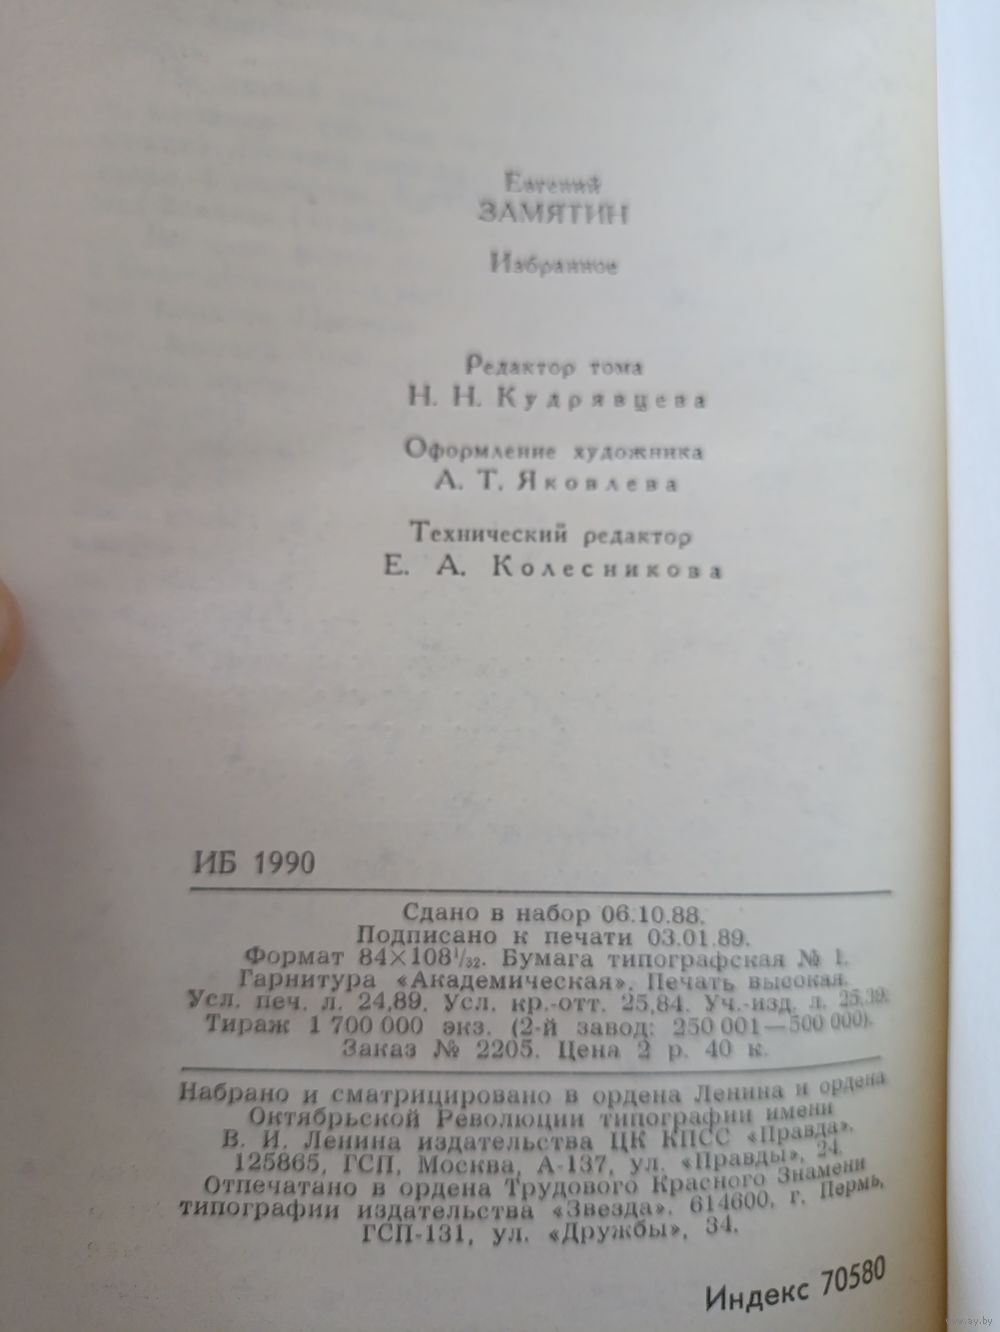 Евгений
ЗАМЯТИН
Избранное
Редактор тома
Н. Н. Кудрявцева
Оформление художника
А. Т. Яковлева
Технический редактор
Е. А. Колесникова
ИБ 1990
Сдано в набор 06.10.88.
Подписано к печати 03.01.89.
Формат 84×108¹/₃₂. Бумага типографская № 1.
Гарнитура «Академическая». Печать высокая.
Усл. печ. л. 24,89. Усл. кр.-отт. 25,84. Уч.-изд. л. 25,39.
Тираж 1 700 000 экз. (2-й завод: 250 001—500 000).
Заказ № 2205. Цена 2 р. 40 к.
Набрано и сматрицировано в ордена Ленина и ордена
Октябрьской Революции типографии имени
В. И. Ленина издательства ЦК КПСС «Правда».
125865, ГСП, Москва, А-137, ул. «Правды», 24.
Отпечатано в ордена Трудового Красного Знамени
типографии издательства «Звезда». 614600, г. Пермь,
ГСП-131, ул. «Дружбы», 34.
Индекс 70580
www.ay.by